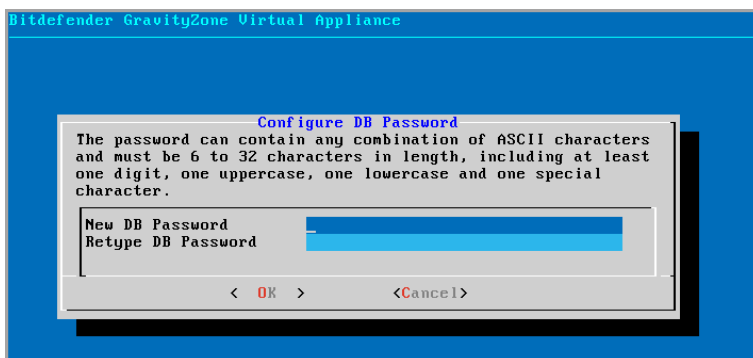 Bitdefender GravityZone Virtual Appliance
Configure DB Password
The password can contain any combination of ASCII characters
and must be 6 to 32 characters in length, including at least
one digit, one uppercase, one lowercase and one special
character.
New DB Password
Retype DB Password
< OK > <Cancel>